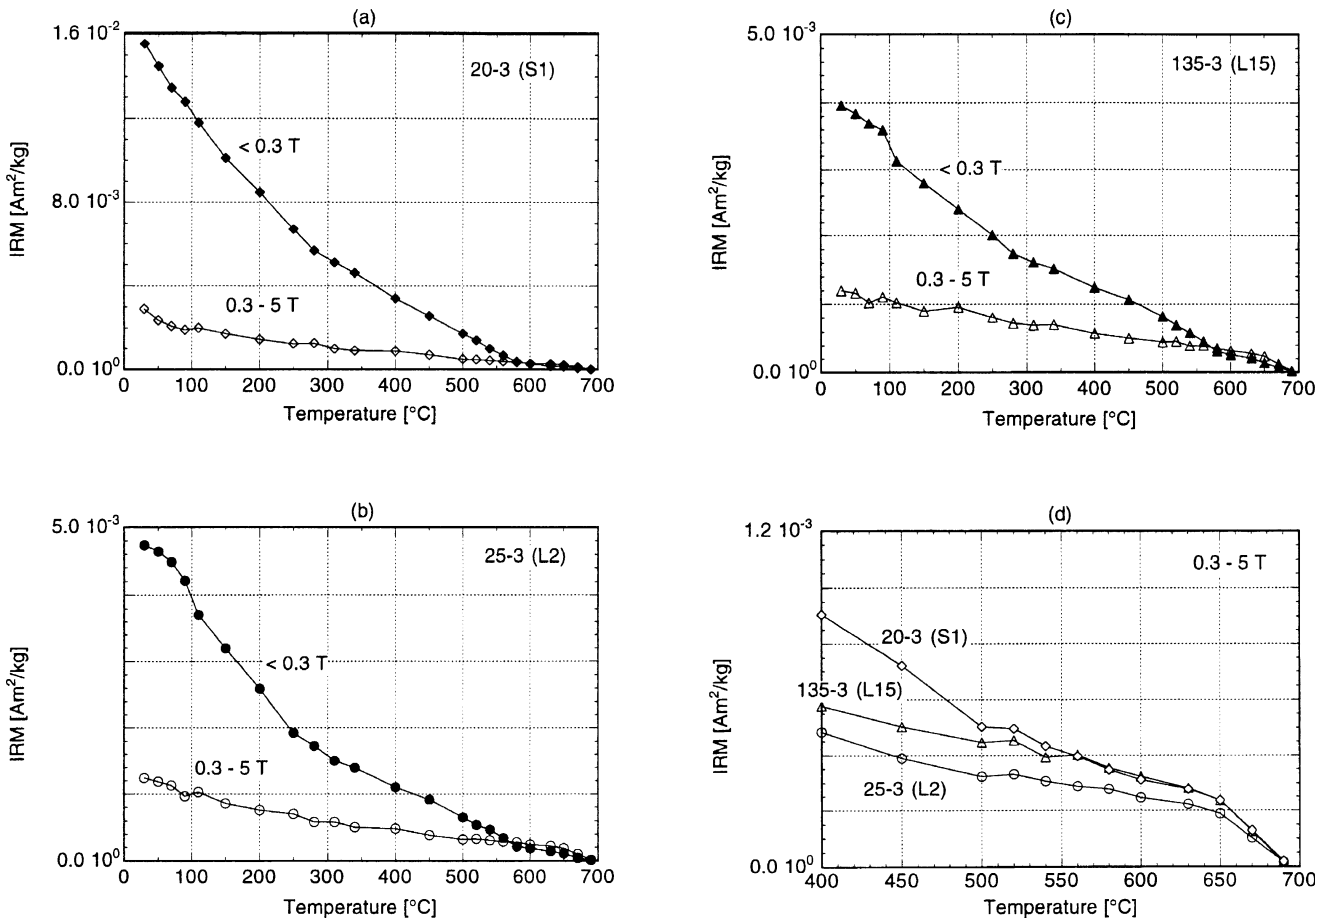 (a)
1.6 10-2
20-3 (S1)
< 0.3 T
IRM [Am2/kg]
8.0 10-3
0.3 - 5 T
0.0 100
0 100 200 300 400 500 600 700
Temperature [°C]
(c)
5.0 10-3
135-3 (L15)
< 0.3 T
IRM [Am2/kg]
0.3 - 5 T
0.0 100
0 100 200 300 400 500 600 700
Temperature [°C]
(b)
5.0 10-3
25-3 (L2)
< 0.3 T
IRM [Am2/kg]
0.3 - 5 T
0.0 100
0 100 200 300 400 500 600 700
Temperature [°C]
(d)
1.2 10-3
0.3 - 5 T
20-3 (S1)
135-3 (L15)
IRM [Am2/kg]
25-3 (L2)
0.0 100
400 450 500 550 600 650 700
Temperature [°C]